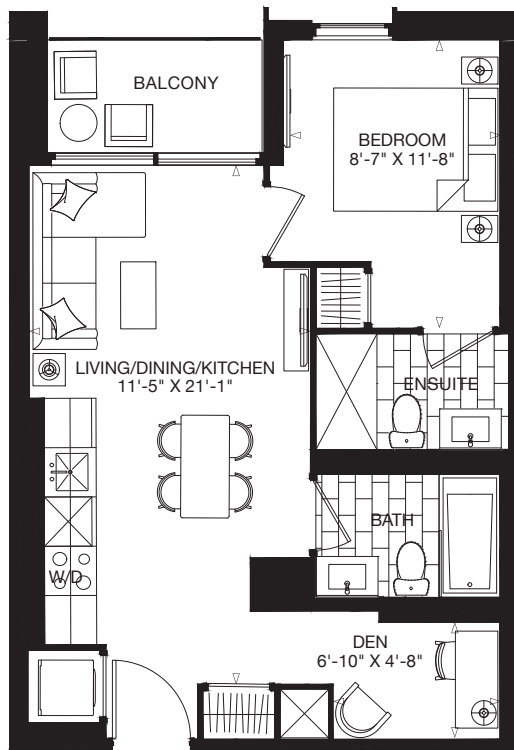 BALCONY
BEDROOM
8'-7" X 11'-8"
LIVING/DINING/KITCHEN
11'-5" X 21'-1"
ENSUITE
BATH
W/D
DEN
6'-10" X 4'-8"